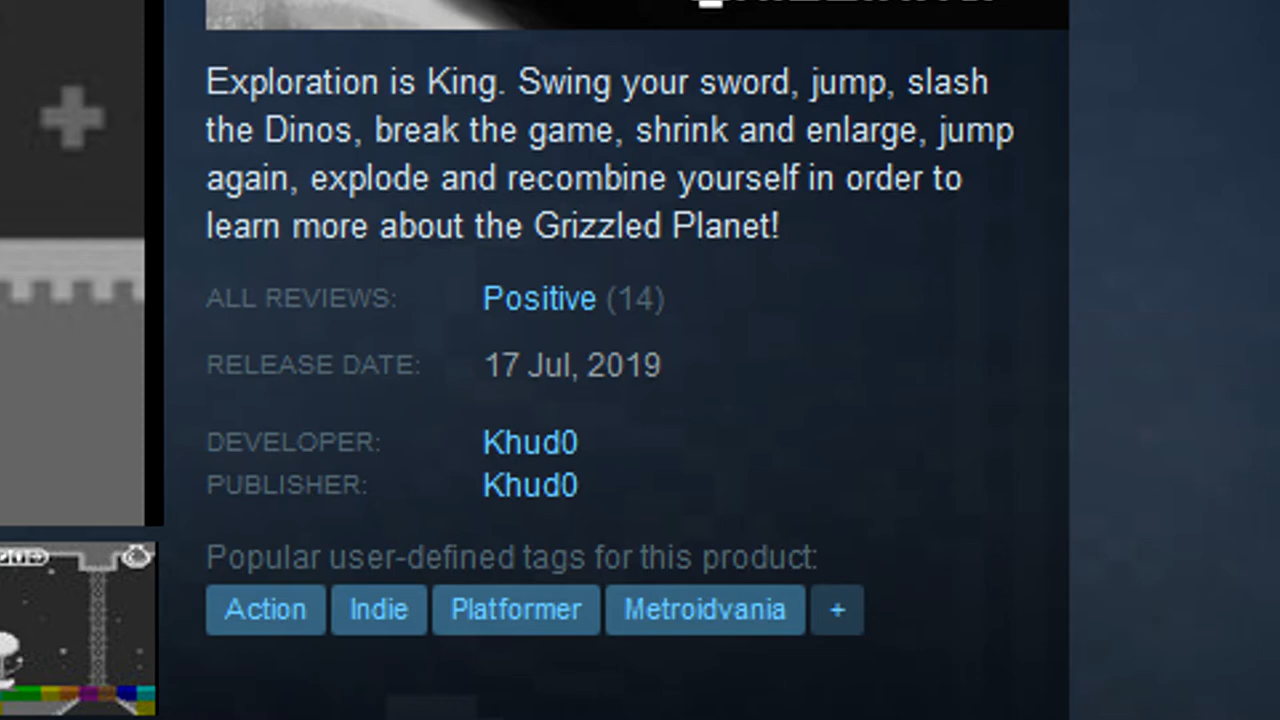 Exploration is King. Swing your sword, jump, slash
the Dinos, break the game, shrink and enlarge, jump
again, explode and recombine yourself in order to
learn more about the Grizzled Planet!
ALL REVIEWS: Positive (14)
RELEASE DATE: 17 Jul, 2019
DEVELOPER: Khud0
PUBLISHER: Khud0
Popular user-defined tags for this product:
Action Indie Platformer Metroidvania +